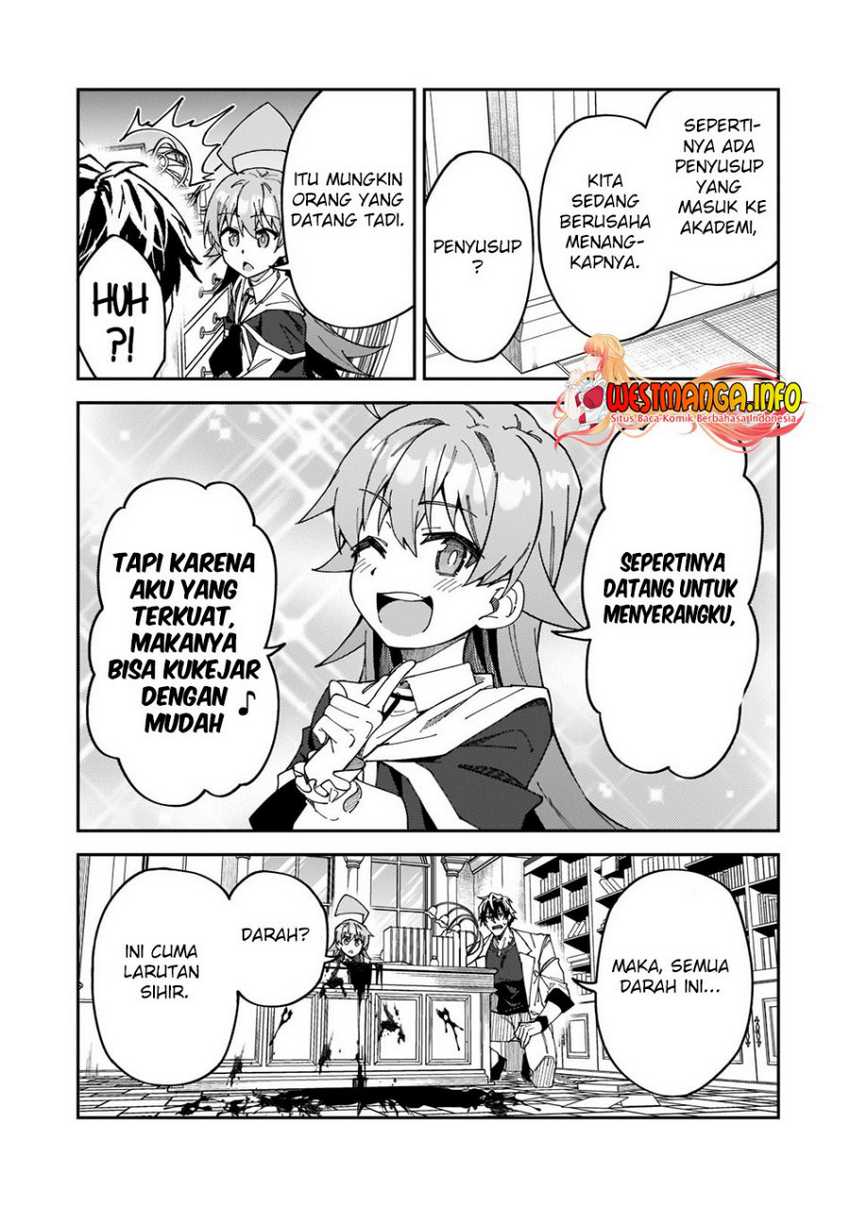 SEPERTI-
NYA ADA
PENYUSUP
YANG
MASUK KE
AKADEMI,
KITA
SEDANG
BERUSAHA
MENANG-
KAPNYA.
PENYUSUP
?
ITU MUNGKIN
ORANG YANG
DATANG TADI.
HUH
?!
WESTMANGA.INFO
Situs Baca Komik Berbahasa Indonesia
SEPERTINYA
DATANG UNTUK
MENYERANGKU,
TAPI KARENA
AKU YANG
TERKUAT,
MAKANYA
BISA KUKEJAR
DENGAN
MUDAH ♪
MAKA, SEMUA
DARAH INI...
DARAH?
INI CUMA
LARUTAN
SIHIR.